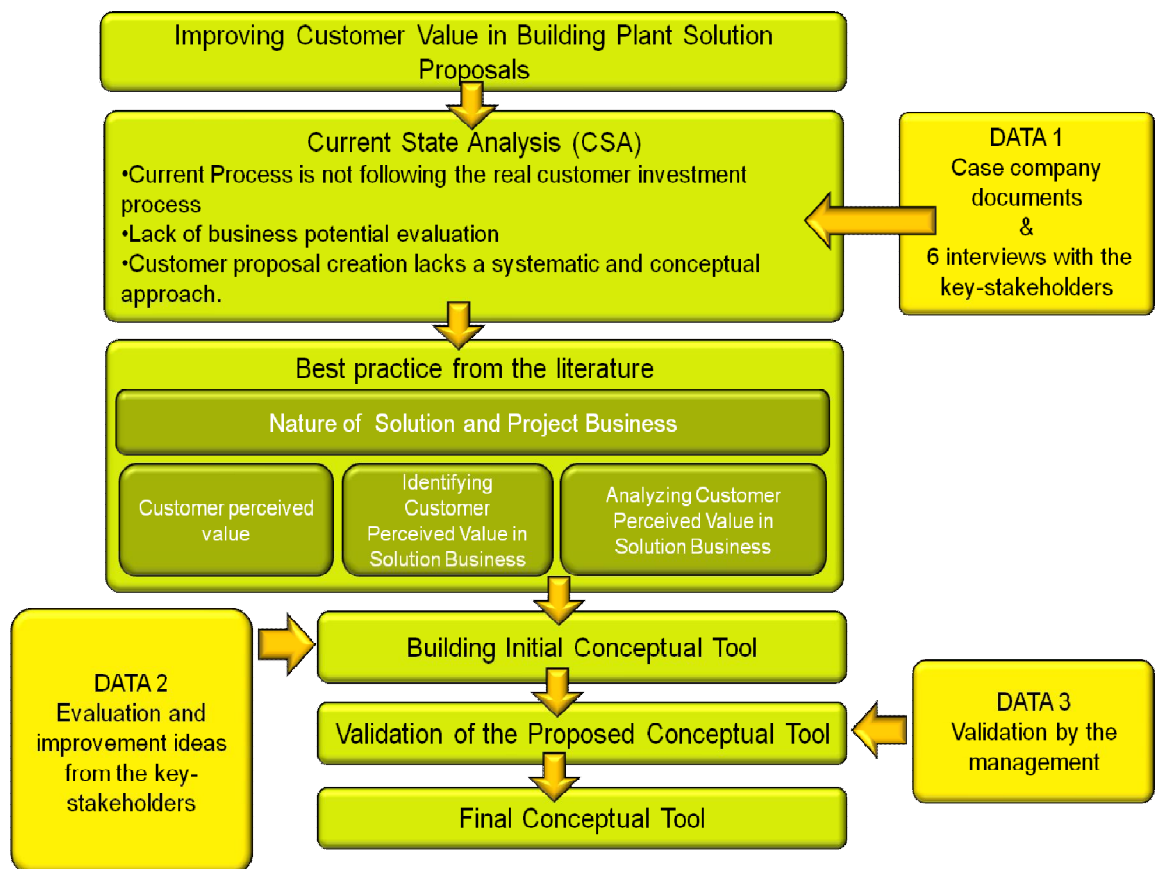 Improving Customer Value in Building Plant Solution
Proposals
Current State Analysis (CSA)
•Current Process is not following the real customer investment
process
•Lack of business potential evaluation
•Customer proposal creation lacks a systematic and conceptual
approach.
DATA 1
Case company
documents
&
6 interviews with the
key-stakeholders
Best practice from the literature
Nature of Solution and Project Business
Customer perceived
value
Identifying
Customer
Perceived Value in
Solution Business
Analyzing Customer
Perceived Value in
Solution Business
DATA 2
Evaluation and
improvement ideas
from the key-
stakeholders
Building Initial Conceptual Tool
Validation of the Proposed Conceptual Tool
DATA 3
Validation by the
management
Final Conceptual Tool